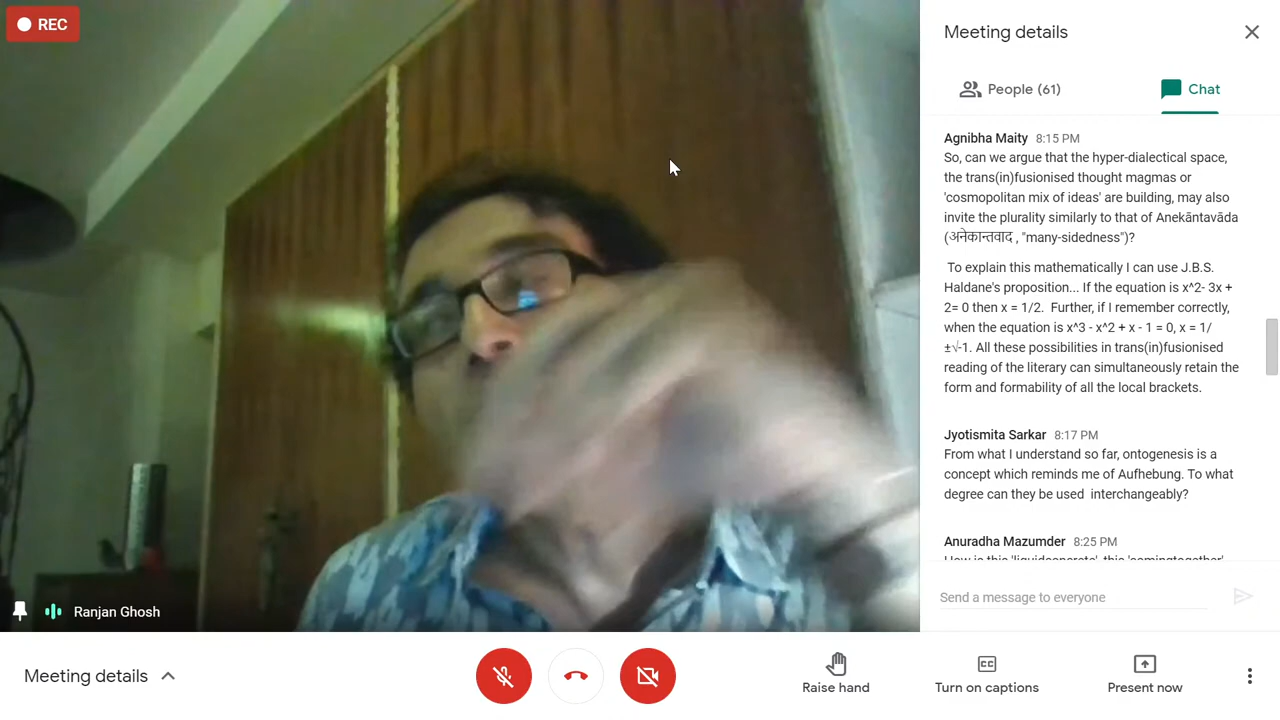 REC
Meeting details
People (61)
Chat
Agnibha Maity 8:15 PM
So, can we argue that the hyper-dialectical space,
the trans(in)fusionised thought magmas or
'cosmopolitan mix of ideas' are building, may also
invite the plurality similarly to that of Anekāntavāda
(अनेकान्तवाद , "many-sidedness")?
To explain this mathematically I can use J.B.S.
Haldane's proposition... If the equation is x^2- 3x +
2= 0 then x = 1/2. Further, if I remember correctly,
when the equation is x^3 - x^2 + x - 1 = 0, x = 1/
±√-1. All these possibilities in trans(in)fusionised
reading of the literary can simultaneously retain the
form and formability of all the local brackets.
Jyotismita Sarkar 8:17 PM
From what I understand so far, ontogenesis is a
concept which reminds me of Aufhebung. To what
degree can they be used interchangeably?
Anuradha Mazumder 8:25 PM
How is this 'liquidconcrete', this 'comingtogether'
Send a message to everyone
Ranjan Ghosh
Meeting details
Raise hand
Turn on captions
Present now